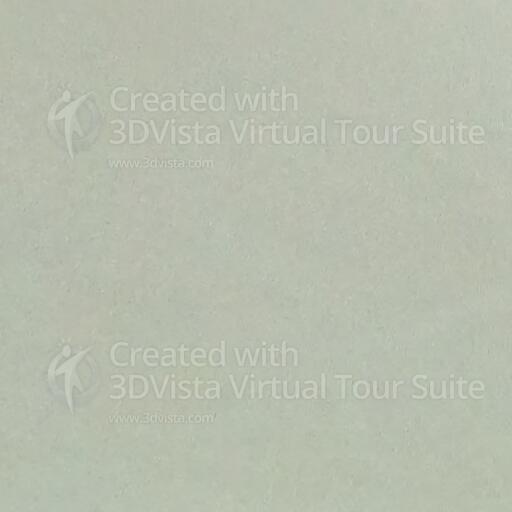 Created with
3DVista Virtual Tour Suite
www.3dvista.com
Created with
3DVista Virtual Tour Suite
www.3dvista.com/